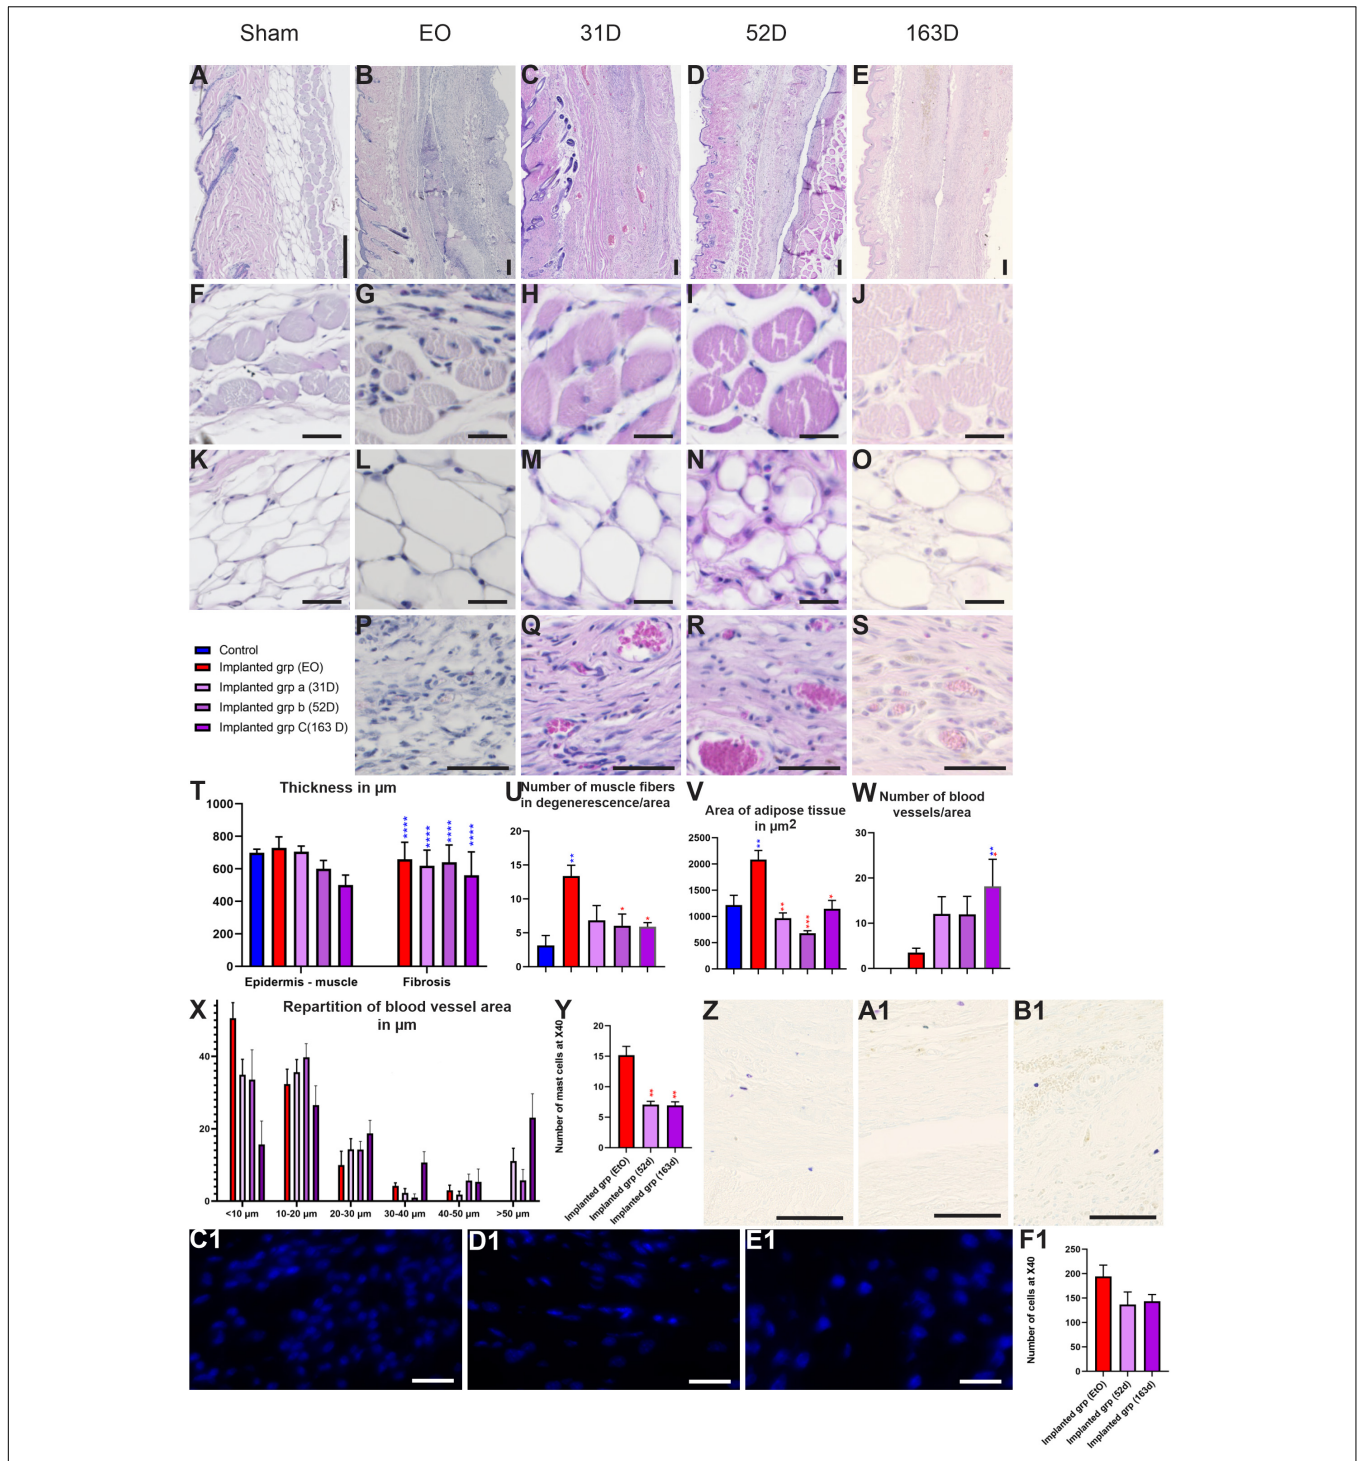 Sham EO 31D 52D 163D
A B C D E
F G H I J
K L M N O
P Q R S
Control
Implanted grp (EO)
Implanted grp a (31D)
Implanted grp b (52D)
Implanted grp C(163 D)
T
Thickness in µm
1000
800
600
400
200
0
****
****
****
****
Epidermis - muscle Fibrosis
U
Number of muscle fibers
in degenerescence/area
20
15
10
5
0
**
*
*
V
Area of adipose tissue
in µm2
2500
2000
1500
1000
500
0
**
**
***
*
W
Number of blood
vessels/area
30
20
10
0
**
*
X
Repartition of blood vessel area
in µm
40
20
0
<10 µm 10-20 µm 20-30 µm 30-40 µm 40-50 µm >50 µm
Y
Number of mast cells at X40
20
15
10
5
0
**
**
Implanted grp (EtO)
Implanted grp (52d)
Implanted grp (163d)
Z A1 B1
C1 D1 E1
F1
Number of cells at X40
250
200
150
100
50
0
Implanted grp (EtO)
Implanted grp (52d)
Implanted grp (163d)